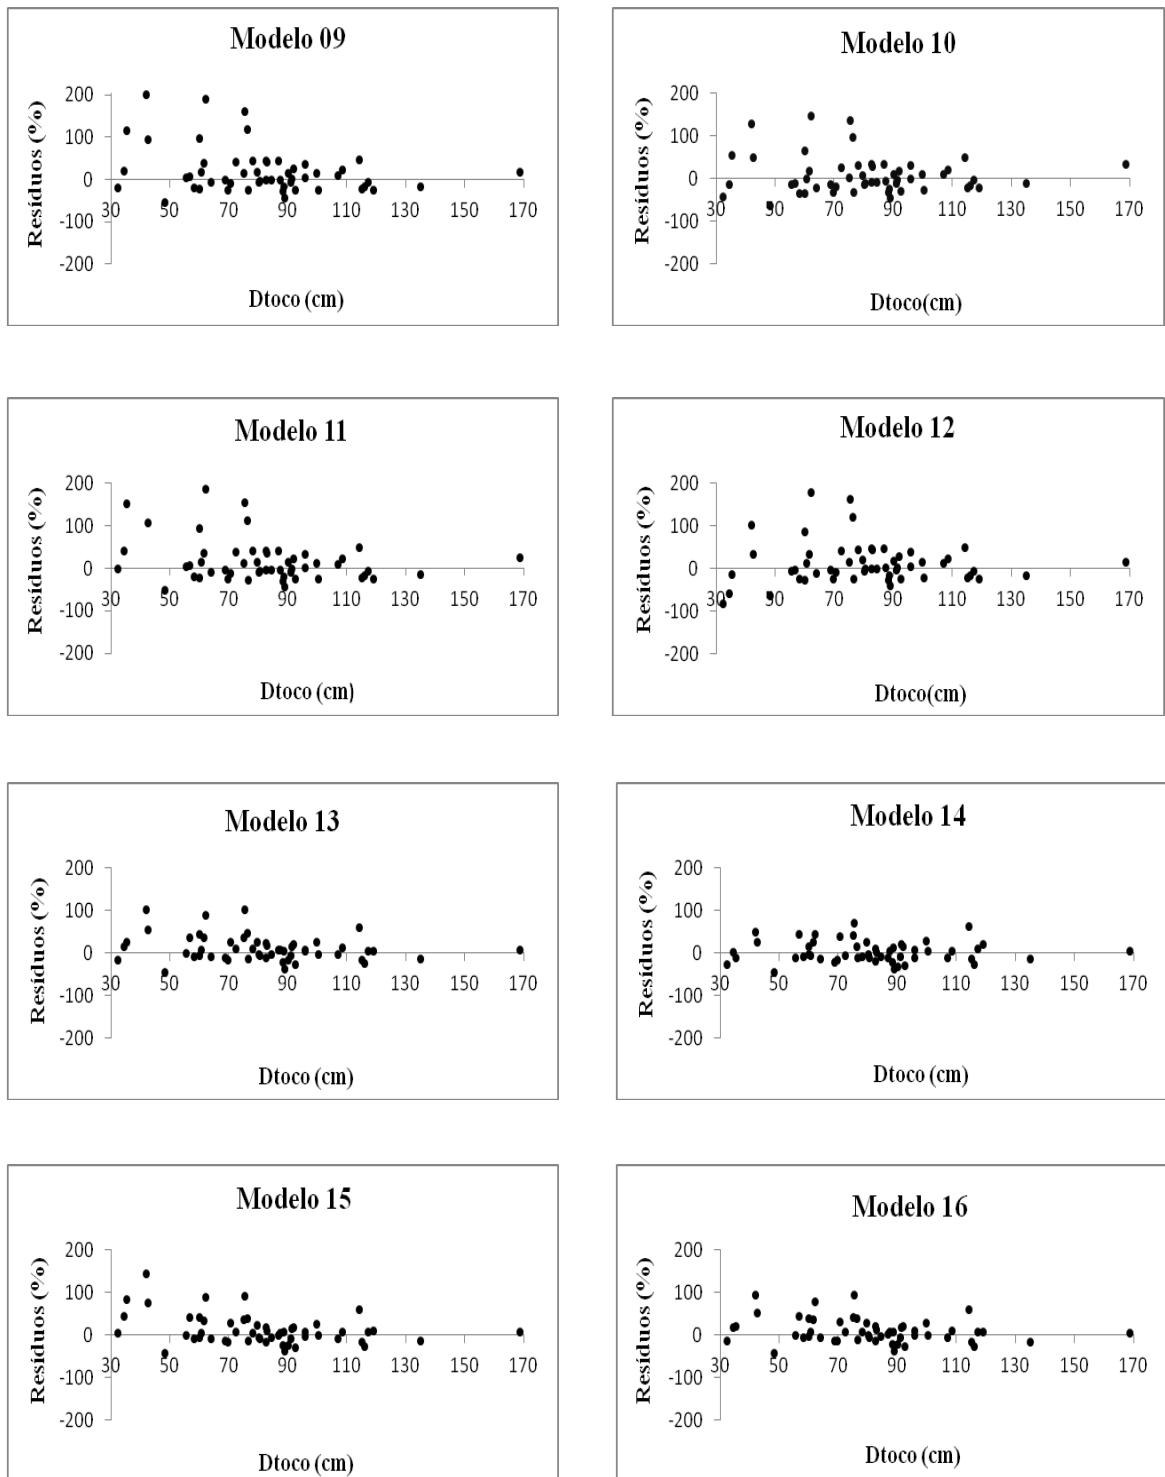 Modelo 09
Resíduos (%)
200
100
0
-100
-200
30 50 70 90 110 130 150 170
Dtoco (cm)
Modelo 10
Resíduos (%)
200
100
0
-100
-200
30 50 70 90 110 130 150 170
Dtoco(cm)
Modelo 11
Resíduos (%)
200
100
0
-100
-200
30 50 70 90 110 130 150 170
Dtoco (cm)
Modelo 12
Resíduos (%)
200
100
0
-100
-200
30 50 70 90 110 130 150 170
Dtoco(cm)
Modelo 13
Resíduos (%)
200
100
0
-100
-200
30 50 70 90 110 130 150 170
Dtoco (cm)
Modelo 14
Resíduos (%)
200
100
0
-100
-200
30 50 70 90 110 130 150 170
Dtoco (cm)
Modelo 15
Resíduos (%)
200
100
0
-100
-200
30 50 70 90 110 130 150 170
Dtoco (cm)
Modelo 16
Resíduos (%)
200
100
0
-100
-200
30 50 70 90 110 130 150 170
Dtoco (cm)